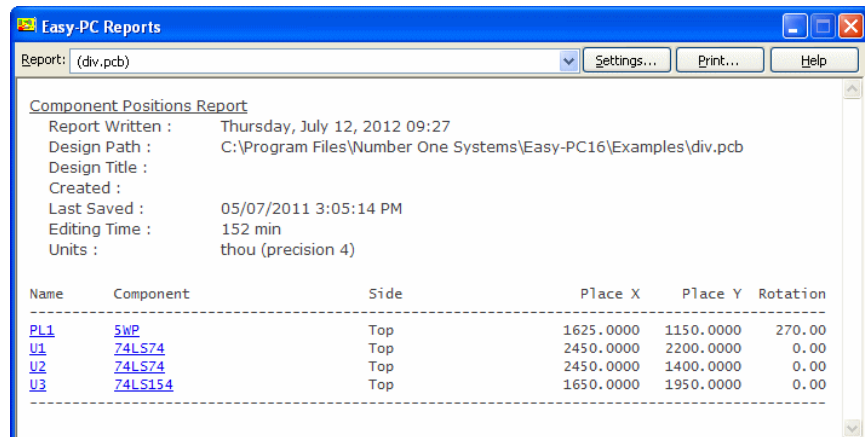 Easy-PC Reports
Report: (div.pcb) Settings... Print... Help
Component Positions Report
Report Written : Thursday, July 12, 2012 09:27
Design Path : C:\Program Files\Number One Systems\Easy-PC16\Examples\div.pcb
Design Title :
Created :
Last Saved : 05/07/2011 3:05:14 PM
Editing Time : 152 min
Units : thou (precision 4)
Name Component Side Place X Place Y Rotation
PL1 5WP Top 1625.0000 1150.0000 270.00
U1 74LS74 Top 2450.0000 2200.0000 0.00
U2 74LS74 Top 2450.0000 1400.0000 0.00
U3 74LS154 Top 1650.0000 1950.0000 0.00